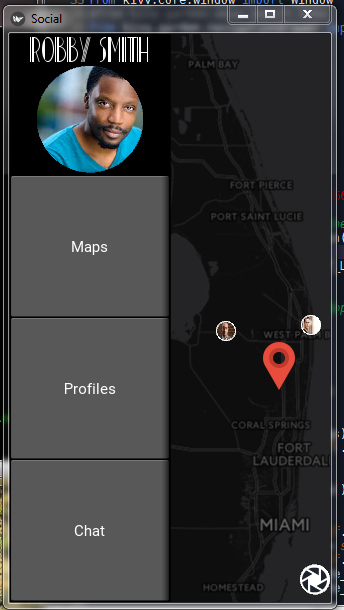 from kivy.core.window import Window
Social
ROBBY SMITH
PALM BAY
FORT PIERCE
PORT SAINT LUCIE
Maps
WEST PALM B
Profiles
CORAL SPRINGS
FORT
LAUDERDAL
MIAMI
Chat
HOMESTEAD